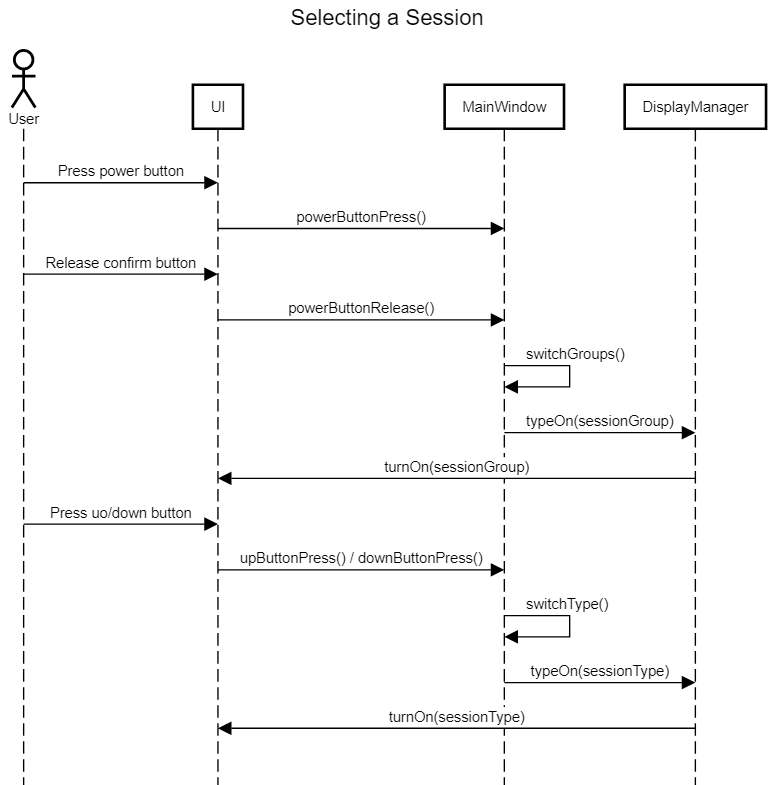 Selecting a Session
User
UI
MainWindow
DisplayManager
Press power button
powerButtonPress()
Release confirm button
powerButtonRelease()
switchGroups()
typeOn(sessionGroup)
turnOn(sessionGroup)
Press uo/down button
upButtonPress() / downButtonPress()
switchType()
typeOn(sessionType)
turnOn(sessionType)